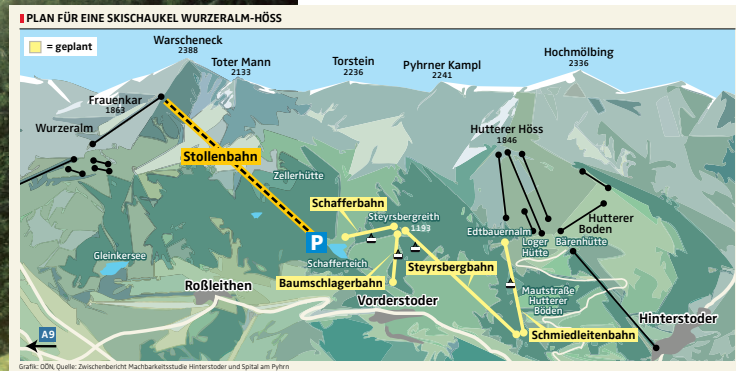 PLAN FÜR EINE SKISCHAUKEL WURZERALM-HÖSS
= geplant
Warscheneck
2388
Toter Mann
2133
Torstein
2236
Pyhrner Kampl
2241
Hochmölbing
2336
Frauenkar
1863
Wurzeralm
Hutterer Höss
1846
Stollenbahn
Zellerhütte
Schafferbahn
Steyrsbergreith
1193
Edtbauernalm
Löger
Hütte
Hutterer
Boden
Bärenhütte
P
Gleinkersee
Schafferteich
Steyrsbergbahn
Baumschlagerbahn
Roßleithen
Vorderstoder
Mautstraße
Hutterer
Böden
Hinterstoder
Schmiedleitenbahn
A9
Grafik: OÖN, Quelle: Zwischenbericht Machbarkeitsstudie Hinterstoder und Spital am Pyhrn